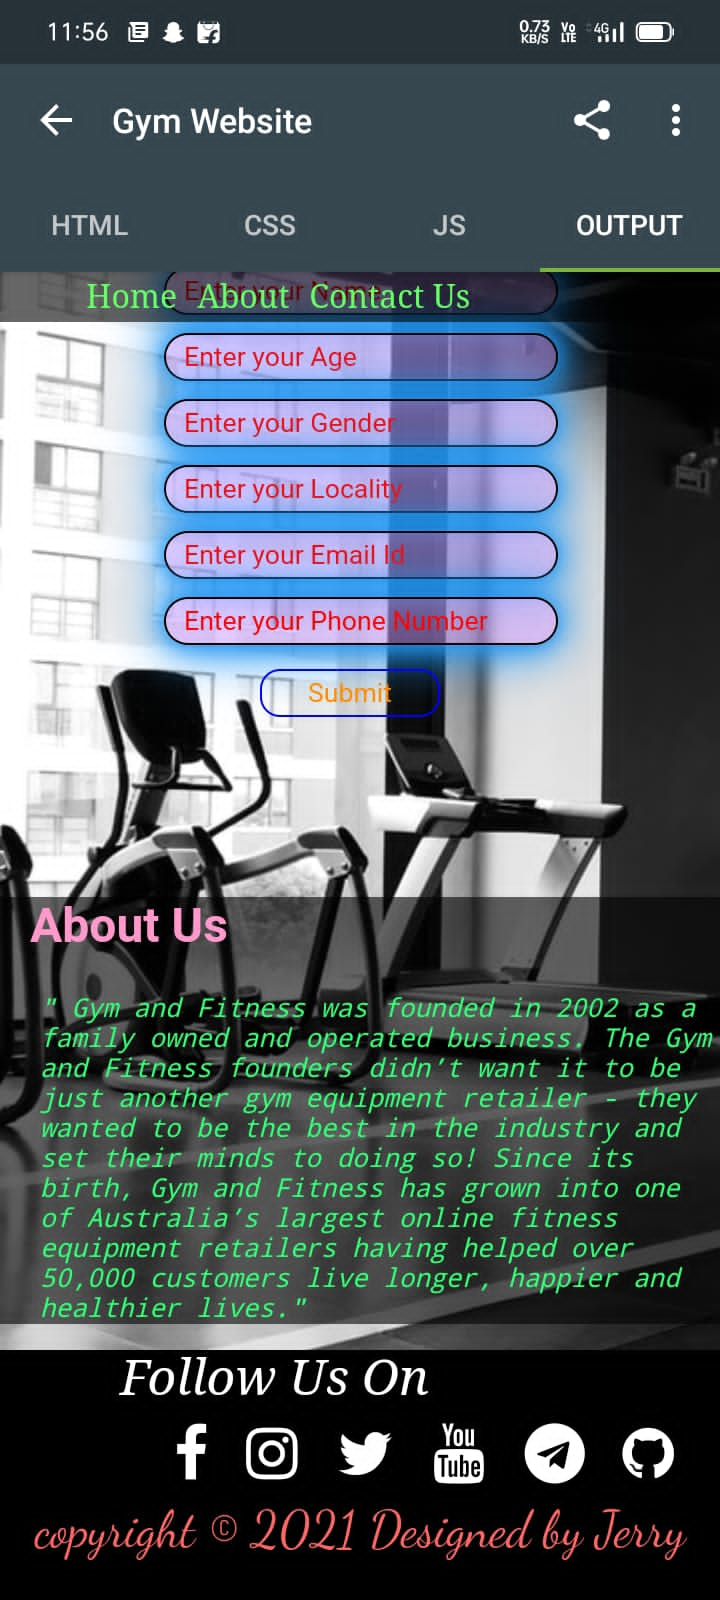 11:56
0.73
KB/S
Vo
LTE
4G
Gym Website
HTML CSS JS OUTPUT
Enter your Name
Home About Contact Us
Enter your Age
Enter your Gender
Enter your Locality
Enter your Email Id
Enter your Phone Number
Submit
About Us
" Gym and Fitness was founded in 2002 as a
family owned and operated business. The Gym
and Fitness founders didn’t want it to be
just another gym equipment retailer - they
wanted to be the best in the industry and
set their minds to doing so! Since its
birth, Gym and Fitness has grown into one
of Australia’s largest online fitness
equipment retailers having helped over
50,000 customers live longer, happier and
healthier lives."
Follow Us On
You
Tube
copyright © 2021 Designed by Jerry